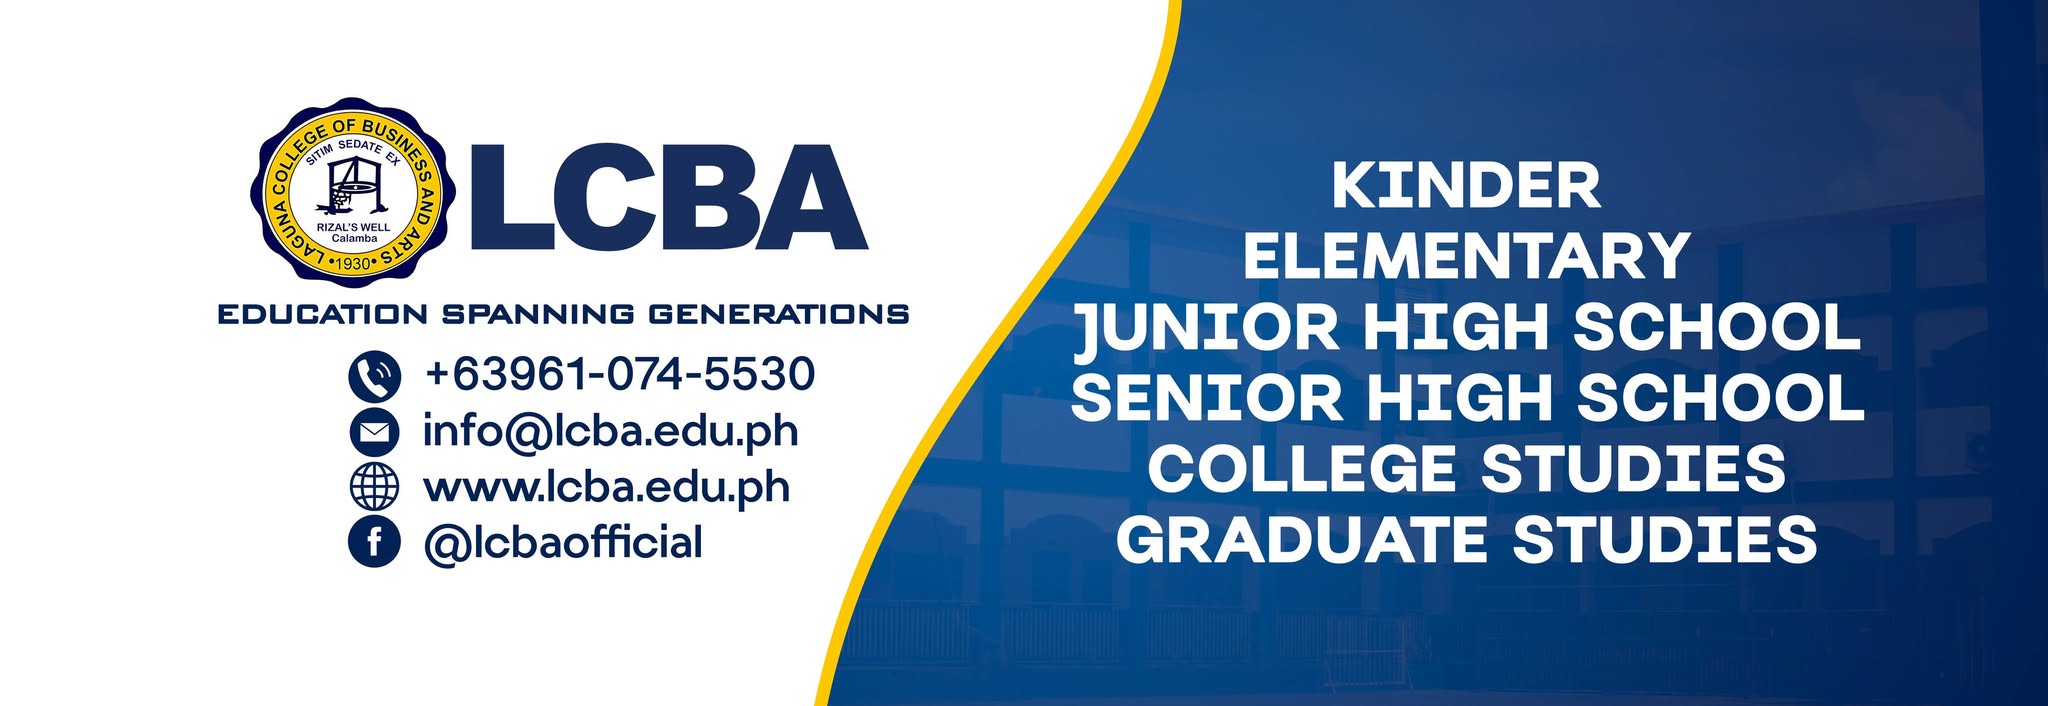 LAGUNA COLLEGE OF BUSINESS AND ARTS
SITIM SEDATE EX
RIZAL'S WELL
Calamba
•1930•
LCBA
EDUCATION SPANNING GENERATIONS
+63961-074-5530
info@lcba.edu.ph
www.lcba.edu.ph
@lcbaofficial
KINDER
ELEMENTARY
JUNIOR HIGH SCHOOL
SENIOR HIGH SCHOOL
COLLEGE STUDIES
GRADUATE STUDIES